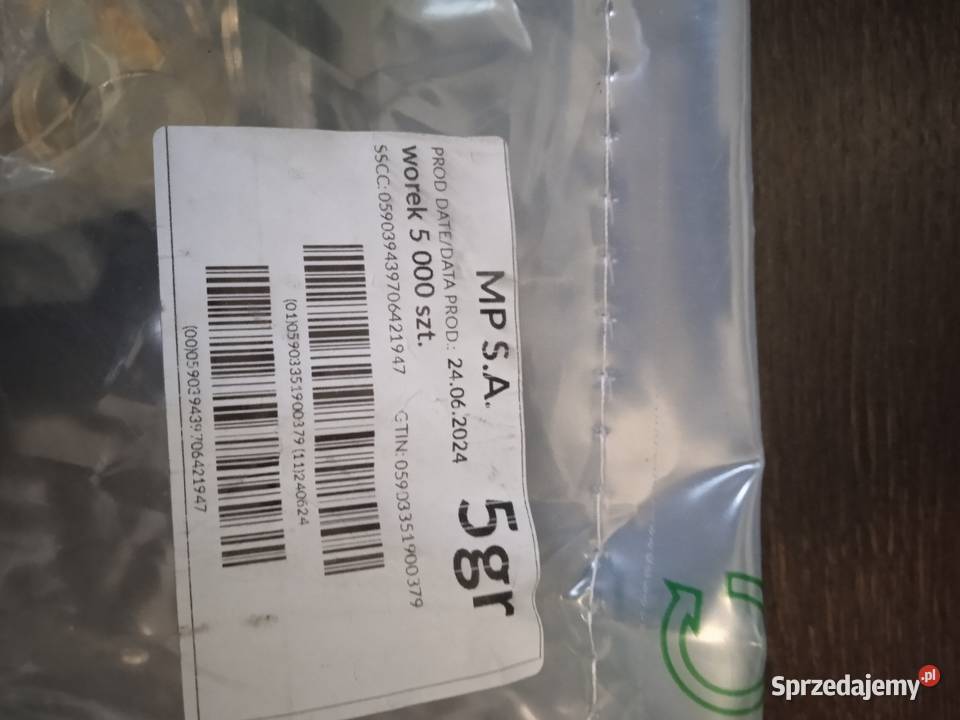 MP S.A.
5gr
PROD DATE/DATA PROD.: 24.06.2024
worek 5 000 szt.
SSCC:059039439706421947 GTIN:05903351900379
(01)05903351900379(11)240624
(00)059039439706421947
Sprzedajemy.pl